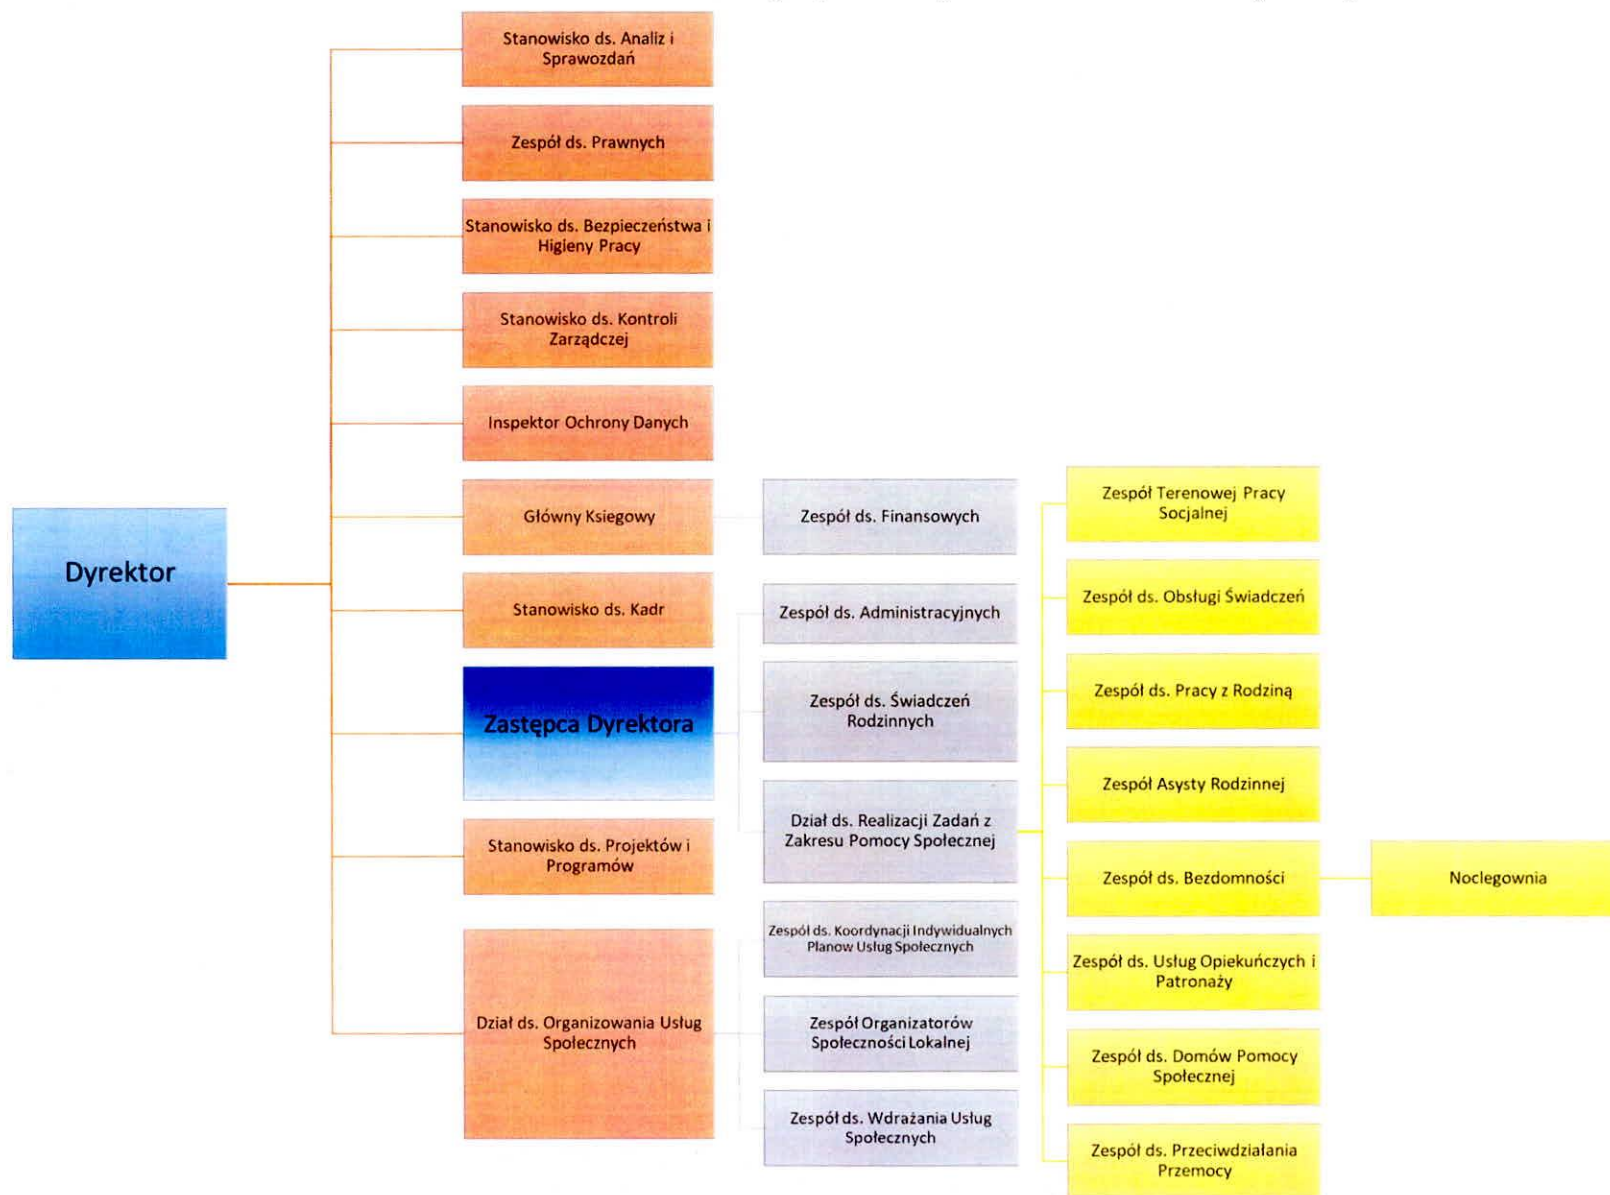 Stanowisko ds. Analiz i
Sprawozdań
Zespół ds. Prawnych
Stanowisko ds. Bezpieczeństwa i
Higieny Pracy
Stanowisko ds. Kontroli
Zarządczej
Inspektor Ochrony Danych
Główny Ksiegowy
Stanowisko ds. Kadr
Zastępca Dyrektora
Stanowisko ds. Projektów i
Programów
Dział ds. Organizowania Usług
Społecznych
Dyrektor
Zespół ds. Finansowych
Zespół ds. Administracyjnych
Zespół ds. Świadczeń
Rodzinnych
Dział ds. Realizacji Zadań z
Zakresu Pomocy Społecznej
Zespół ds. Koordynacji Indywidualnych
Planow Usług Społecznych
Zespół Organizatorów
Społeczności Lokalnej
Zespół ds. Wdrażania Usług
Społecznych
Zespół Terenowej Pracy
Socjalnej
Zespół ds. Obsługi Świadczeń
Zespół ds. Pracy z Rodziną
Zespół Asysty Rodzinnej
Zespół ds. Bezdomności
Noclegownia
Zespół ds. Usług Opiekuńczych i
Patronaży
Zespół ds. Domów Pomocy
Społecznej
Zespół ds. Przeciwdziałania
Przemocy